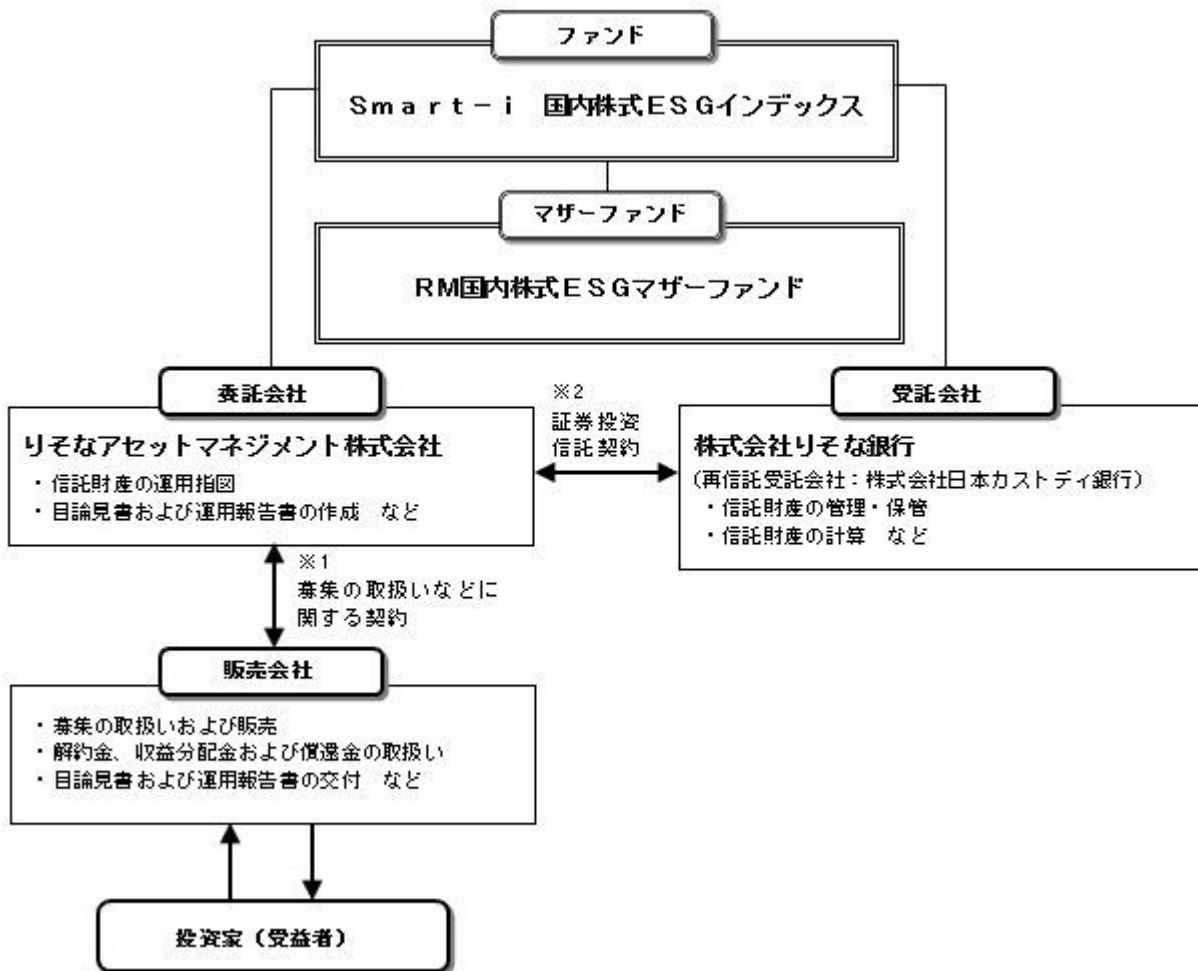 ファンド
Smart-i 国内株式ESGインデックス
マザーファンド
RM国内株式ESGマザーファンド
委託会社
りそなアセットマネジメント株式会社
・信託財産の運用指図
・目論見書および運用報告書の作成 など
※2
証券投資
信託契約
受託会社
株式会社りそな銀行
(再信託受託会社:株式会社日本カストディ銀行)
・信託財産の管理・保管
・信託財産の計算 など
※1
募集の取扱いなどに
関する契約
販売会社
・募集の取扱いおよび販売
・解約金、収益分配金および償還金の取扱い
・目論見書および運用報告書の交付 など
投資家(受益者)